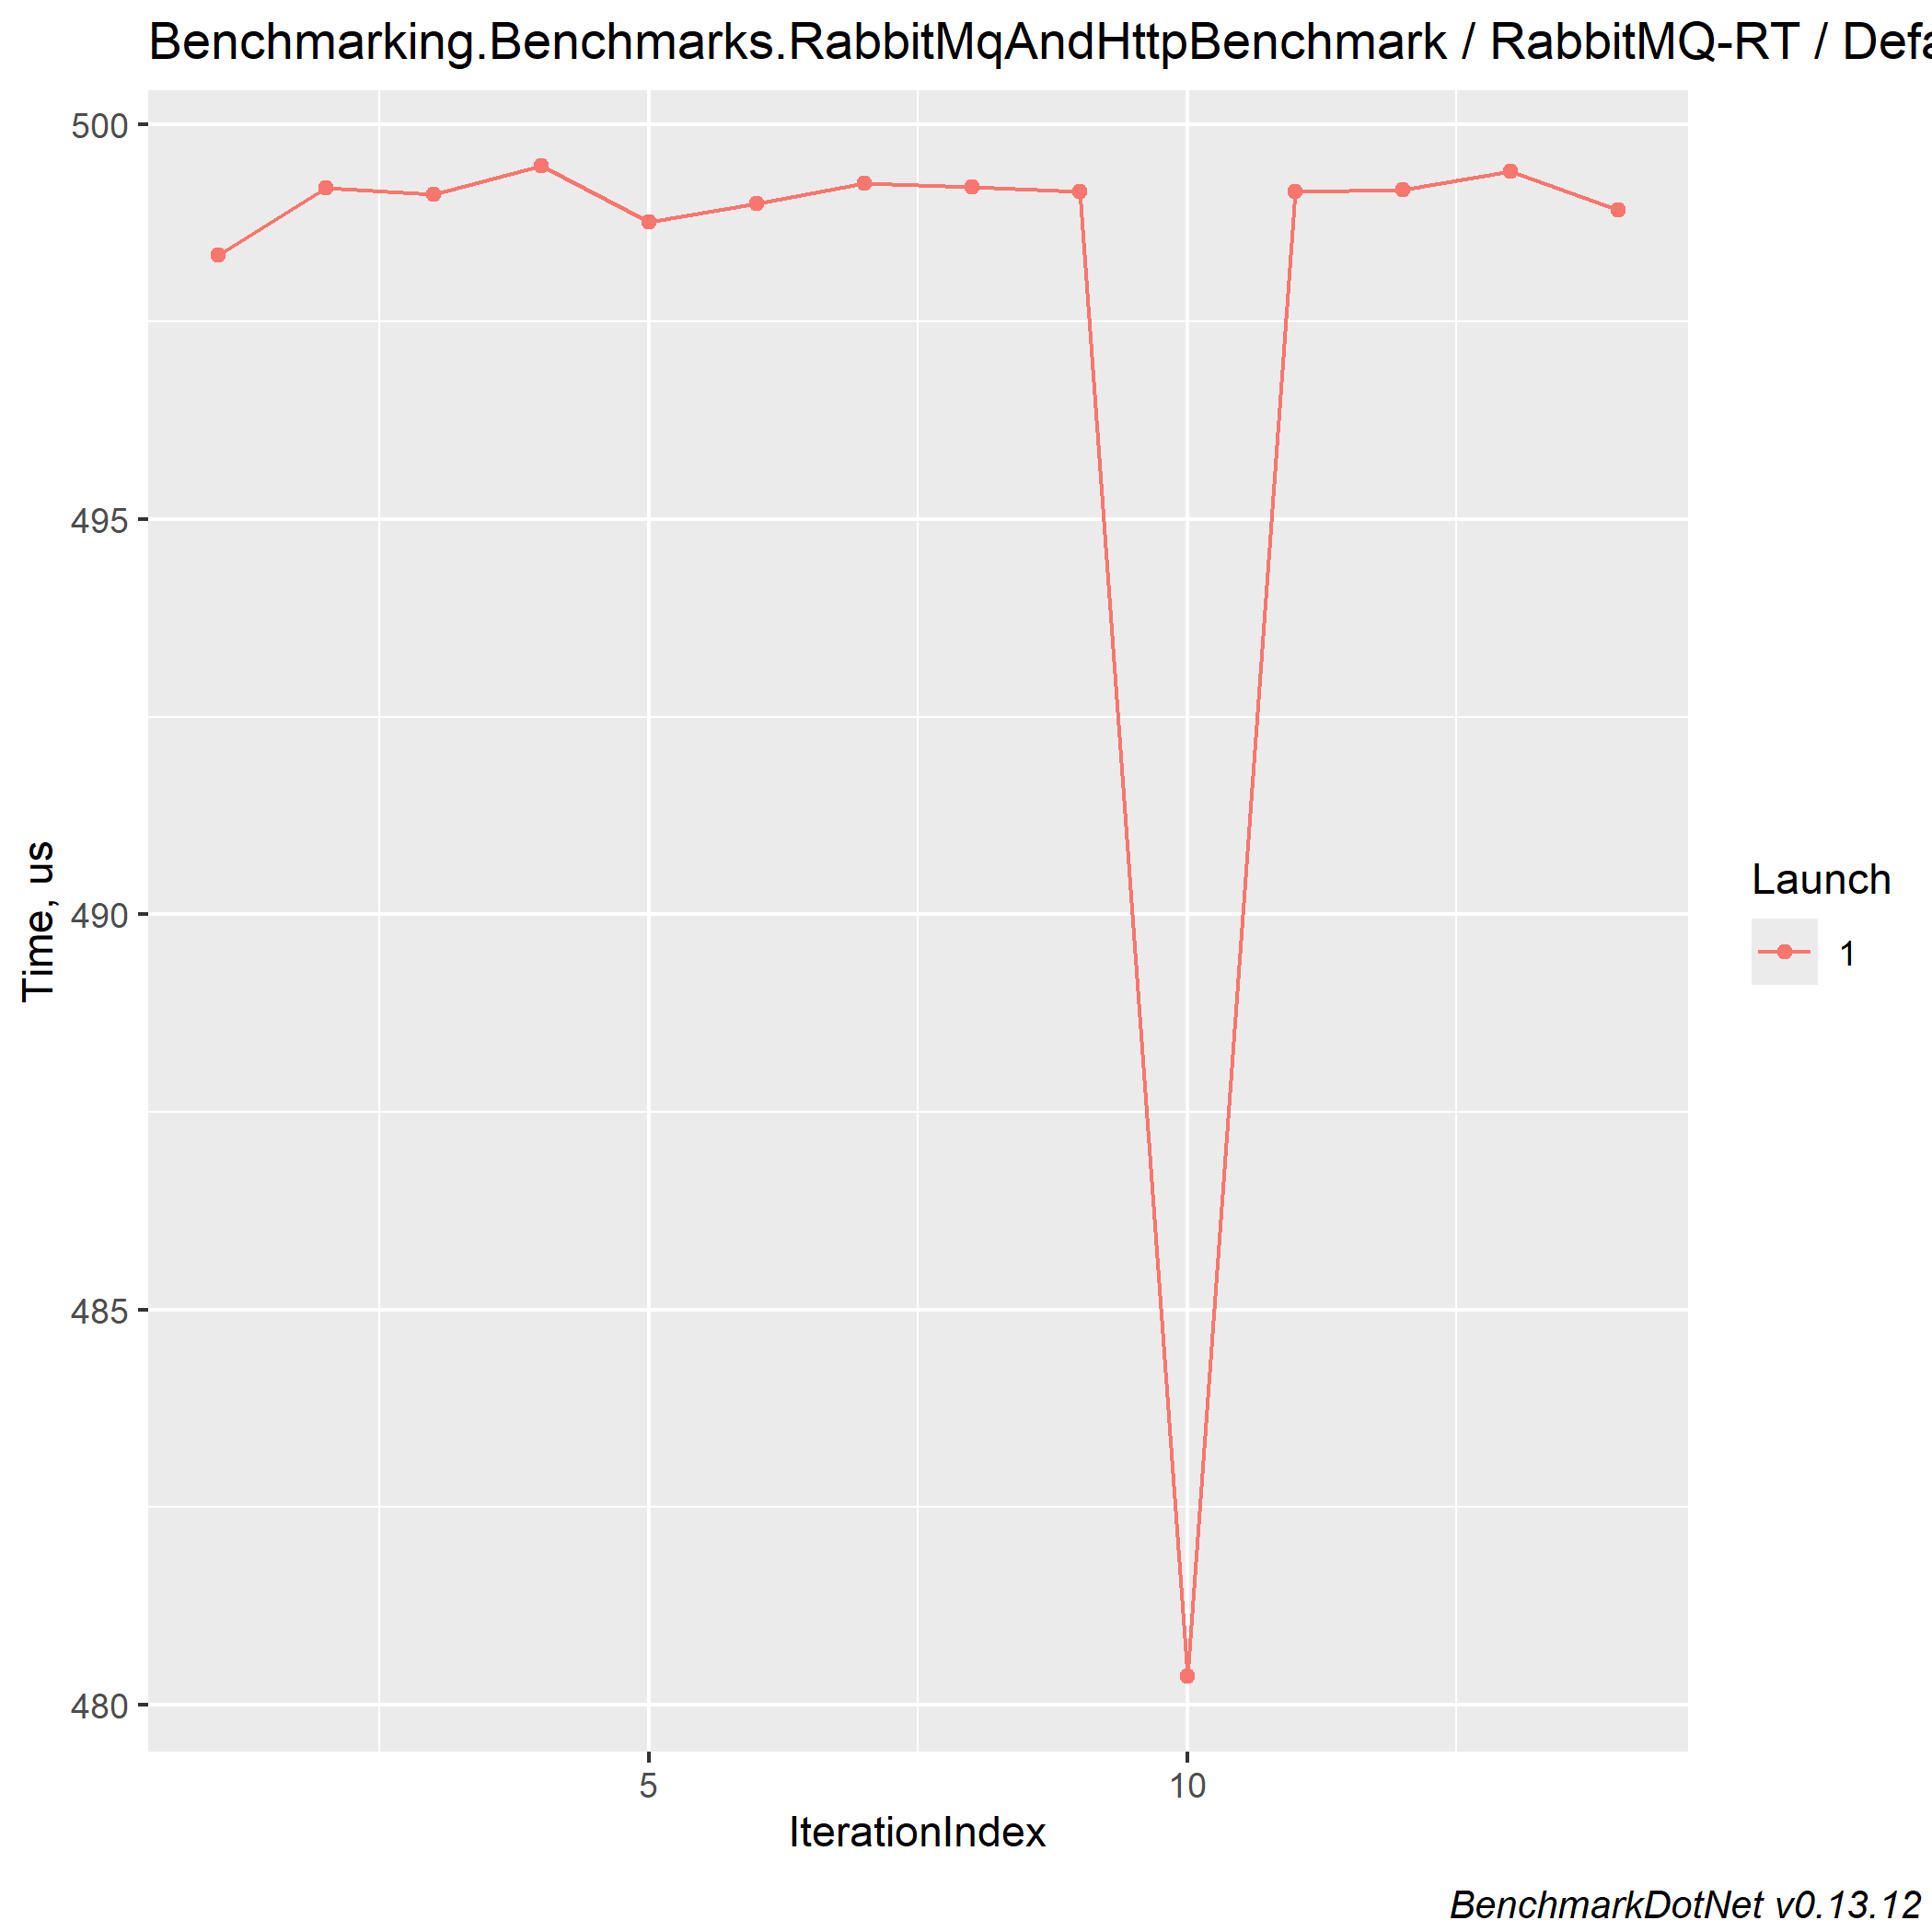 Benchmarking.Benchmarks.RabbitMqAndHttpBenchmark / RabbitMQ-RT / Defa
500
495
490
485
480
Time, us
5 10
IterationIndex
Launch
1
BenchmarkDotNet v0.13.12